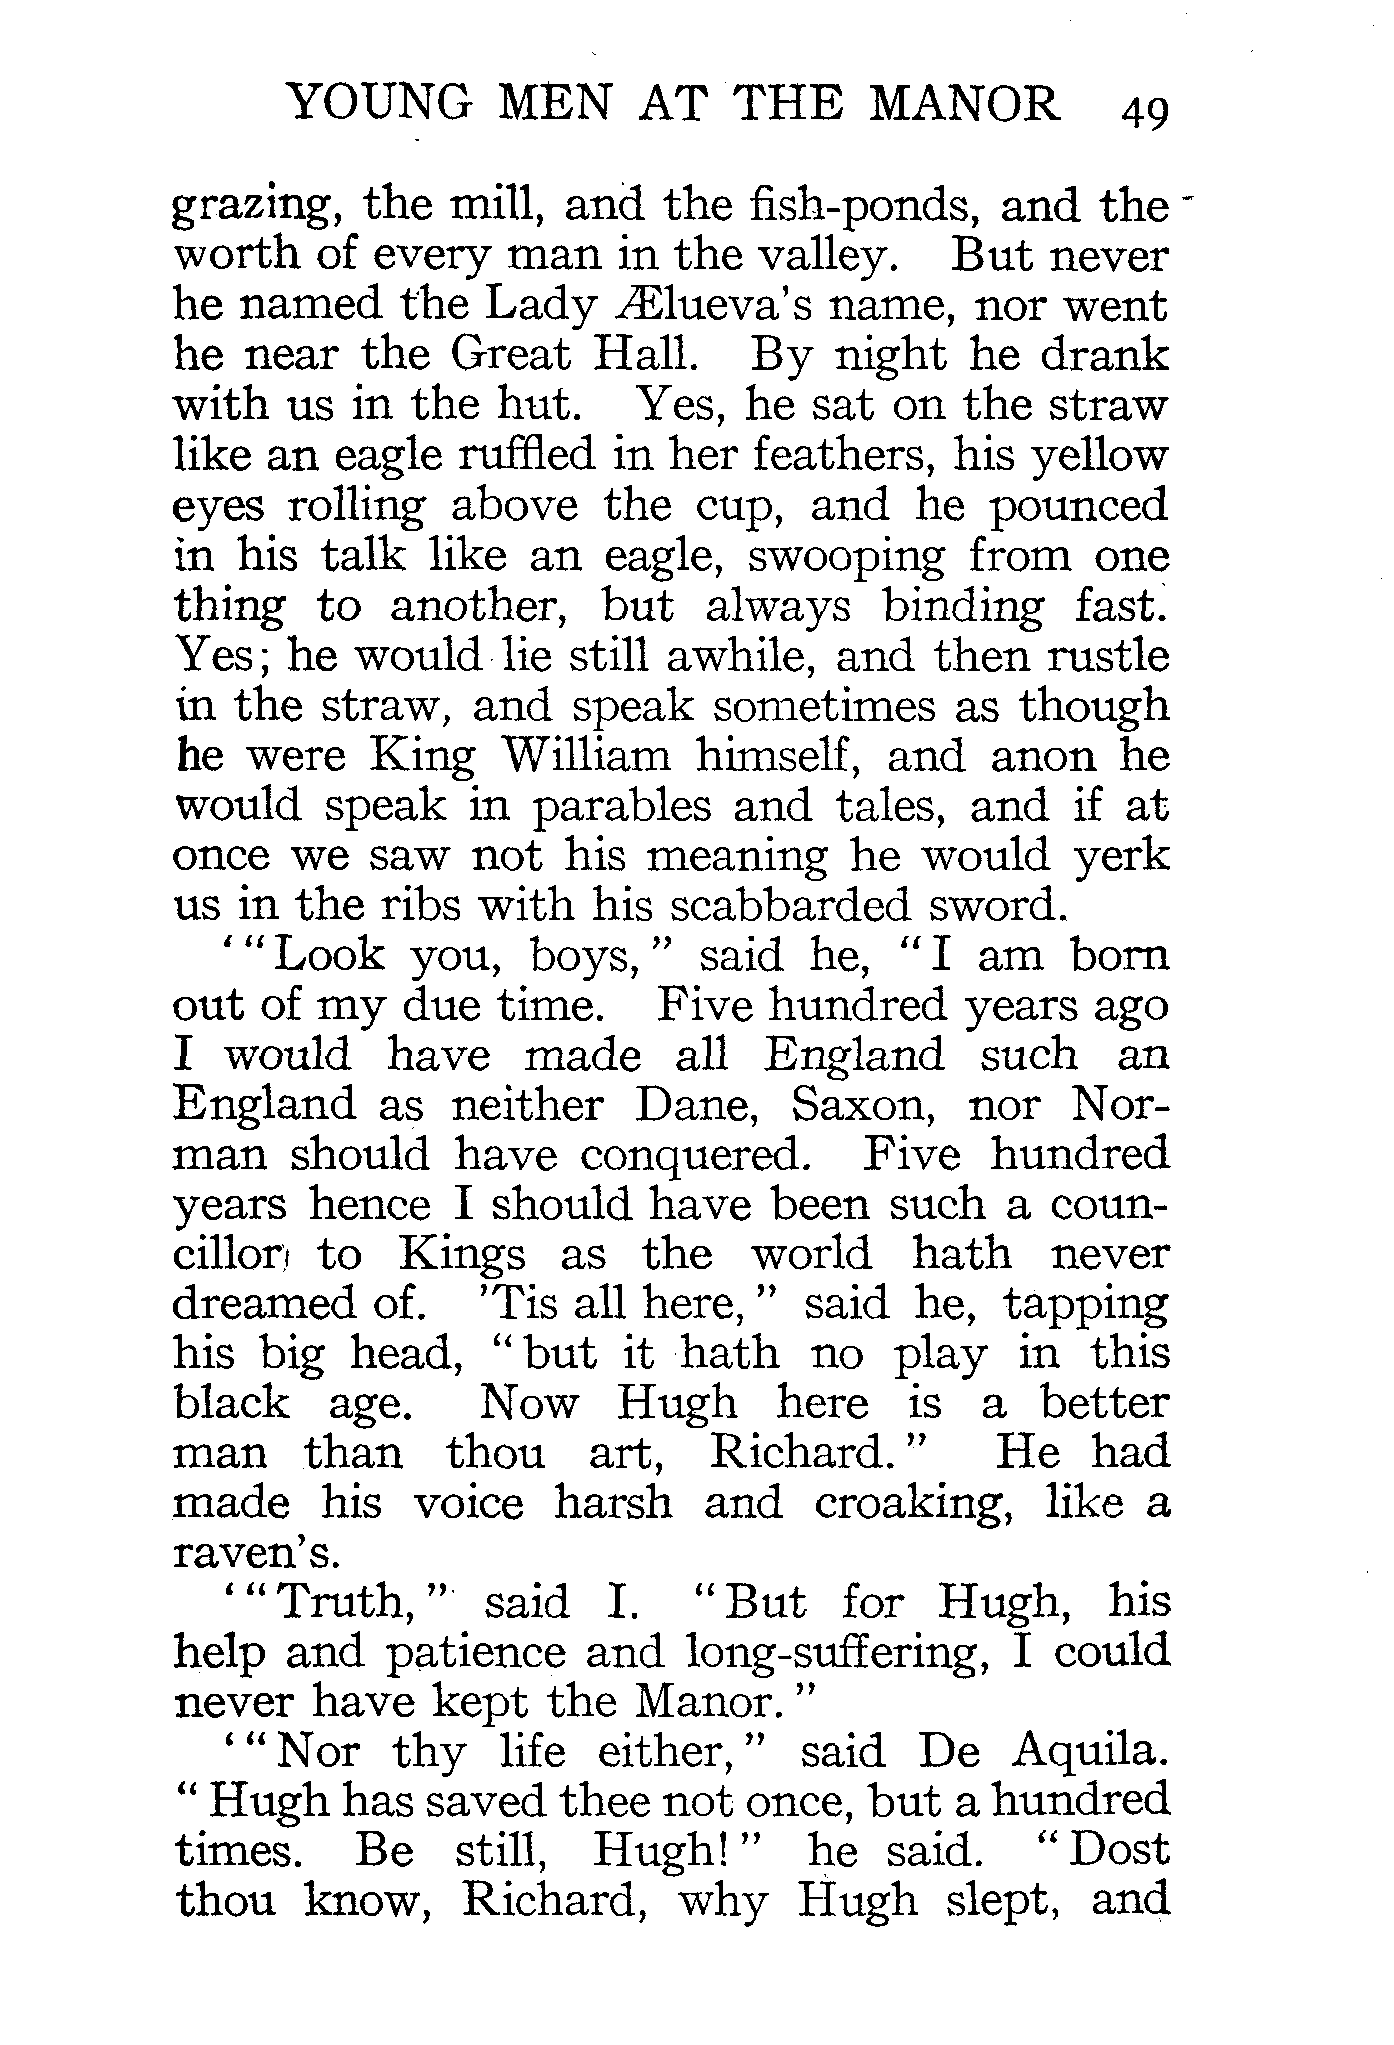 YOUNG MEN AT THE MANOR 49
grazing, the mill, and the fish-ponds, and the
worth of every man in the valley. But never
he named the Lady Ælueva's name, nor went
he near the Great Hall. By night he drank
with us in the hut. Yes, he sat on the straw
like an eagle ruffled in her feathers, his yellow
eyes rolling above the cup, and he pounced
in his talk like an eagle, swooping from one
thing to another, but always binding fast.
Yes; he would lie still awhile, and then rustle
in the straw, and speak sometimes as though
he were King William himself, and anon he
would speak in parables and tales, and if at
once we saw not his meaning he would yerk
us in the ribs with his scabbarded sword.
‘“Look you, boys,” said he, “I am born
out of my due time. Five hundred years ago
I would have made all England such an
England as neither Dane, Saxon, nor Nor-
man should have conquered. Five hundred
years hence I should have been such a coun-
cillor to Kings as the world hath never
dreamed of. ’Tis all here,” said he, tapping
his big head, “but it hath no play in this
black age. Now Hugh here is a better
man than thou art, Richard.” He had
made his voice harsh and croaking, like a
raven's.
‘“Truth,” said I. “But for Hugh, his
help and patience and long-suffering, I could
never have kept the Manor.”
‘“Nor thy life either,” said De Aquila.
“Hugh has saved thee not once, but a hundred
times. Be still, Hugh!” he said. “Dost
thou know, Richard, why Hugh slept, and